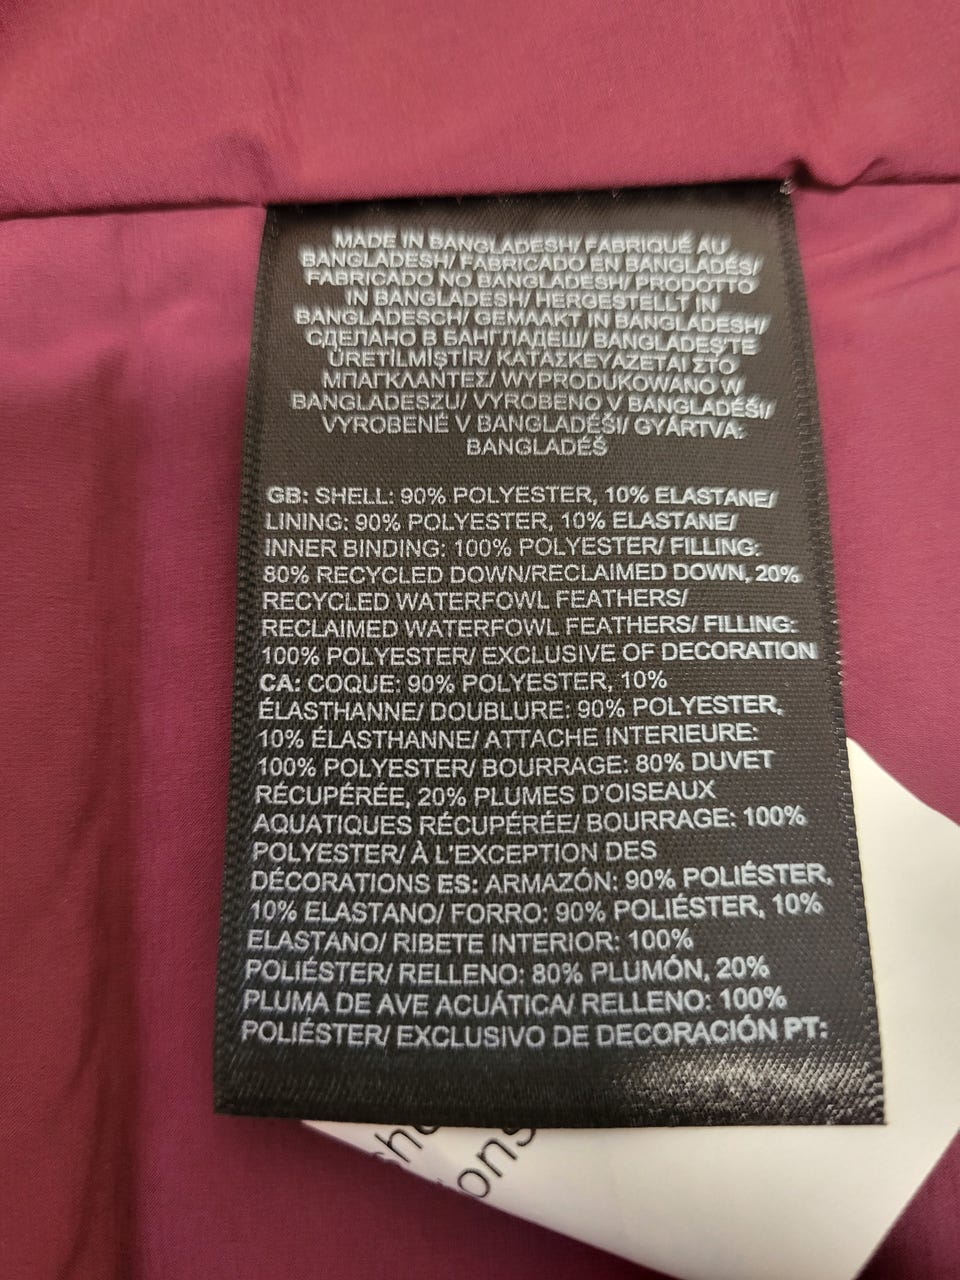 MADE IN BANGLADESH/ FABRIQUÉ AU
BANGLADESH/ FABRICADO EN BANGLADÉS/
FABRICADO NO BANGLADESH/ PRODOTTO
IN BANGLADESH/ HERGESTELLT IN
BANGLADESCH/ GEMAAKT IN BANGLADESH/
СДЕЛАНО В БАНГЛАДЕШ/ BANGLADEŞ'TE
ÜRETİLMİŞTİR/ ΚΑΤΑΣΚΕΥΑΖΕΤΑΙ ΣΤΟ
ΜΠΑΓΚΛΑΝΤΕΣ/ WYPRODUKOWANO W
BANGLADESZU/ VYROBENO V BANGLADÉŠI/
VYROBENÉ V BANGLADÉŠI/ GYÁRTVA:
BANGLADÉŠ
GB: SHELL: 90% POLYESTER, 10% ELASTANE/
LINING: 90% POLYESTER, 10% ELASTANE/
INNER BINDING: 100% POLYESTER/ FILLING:
80% RECYCLED DOWN/RECLAIMED DOWN, 20%
RECYCLED WATERFOWL FEATHERS/
RECLAIMED WATERFOWL FEATHERS/ FILLING:
100% POLYESTER/ EXCLUSIVE OF DECORATION
CA: COQUE: 90% POLYESTER, 10%
ÉLASTHANNE/ DOUBLURE: 90% POLYESTER,
10% ÉLASTHANNE/ ATTACHE INTERIEURE:
100% POLYESTER/ BOURRAGE: 80% DUVET
RÉCUPÉRÉE, 20% PLUMES D'OISEAUX
AQUATIQUES RÉCUPÉRÉE/ BOURRAGE: 100%
POLYESTER/ À L'EXCEPTION DES
DÉCORATIONS ES: ARMAZÓN: 90% POLIÉSTER,
10% ELASTANO/ FORRO: 90% POLIÉSTER, 10%
ELASTANO/ RIBETE INTERIOR: 100%
POLIÉSTER/ RELLENO: 80% PLUMÓN, 20%
PLUMA DE AVE ACUÁTICA/ RELLENO: 100%
POLIÉSTER/ EXCLUSIVO DE DECORACIÓN PT: